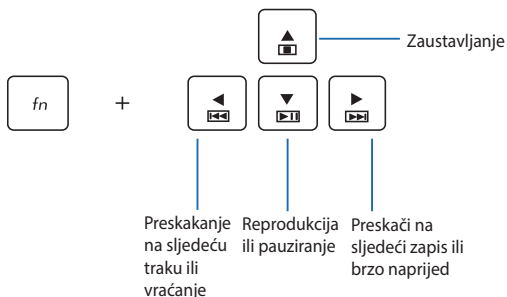 Zaustavljanje
fn +
Preskakanje
na sljedeću
traku ili
vraćanje
Reprodukcija
ili pauziranje
Preskači na
sljedeći zapis ili
brzo naprijed